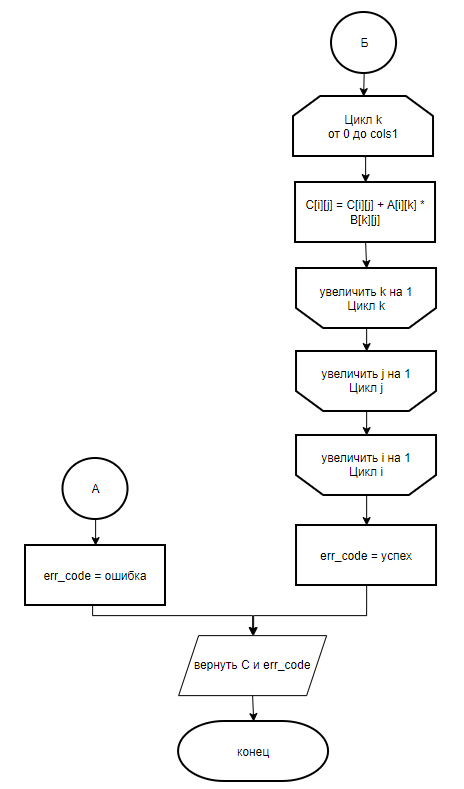 Б
Цикл k
от 0 до cols1
C[i][j] = C[i][j] + A[i][k] *
B[k][j]
увеличить k на 1
Цикл k
увеличить j на 1
Цикл j
увеличить i на 1
Цикл i
А
err_code = успех
err_code = ошибка
вернуть C и err_code
конец